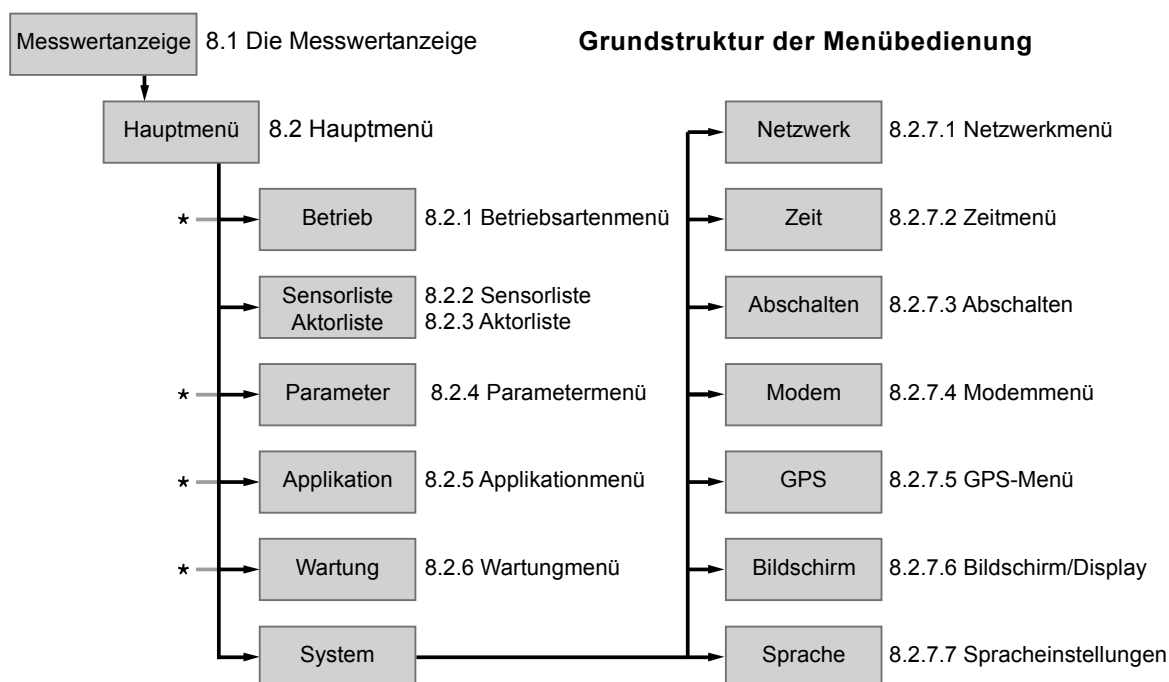 Grundstruktur der Menübedienung
Messwertanzeige 8.1 Die Messwertanzeige
Hauptmenü 8.2 Hauptmenü
* Betrieb 8.2.1 Betriebsartenmenü
Sensorliste 8.2.2 Sensorliste
Aktorliste 8.2.3 Aktorliste
* Parameter 8.2.4 Parametermenü
* Applikation 8.2.5 Applikationmenü
* Wartung 8.2.6 Wartungmenü
System
Netzwerk 8.2.7.1 Netzwerkmenü
Zeit 8.2.7.2 Zeitmenü
Abschalten 8.2.7.3 Abschalten
Modem 8.2.7.4 Modemmenü
GPS 8.2.7.5 GPS-Menü
Bildschirm 8.2.7.6 Bildschirm/Display
Sprache 8.2.7.7 Spracheinstellungen